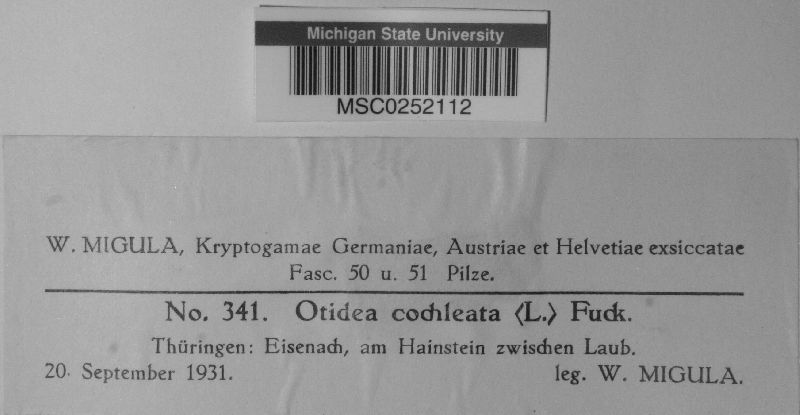 Michigan State University
MSC0252112
W. MIGULA, Kryptogamae Germaniae, Austriae et Helvetiae exsiccatae
Fasc. 50 u. 51 Pilze.
No. 341. Otidea cochleata (L.) Fuck.
Thüringen: Eisenach, am Hainstein zwischen Laub.
20. September 1931. leg. W. MIGULA.